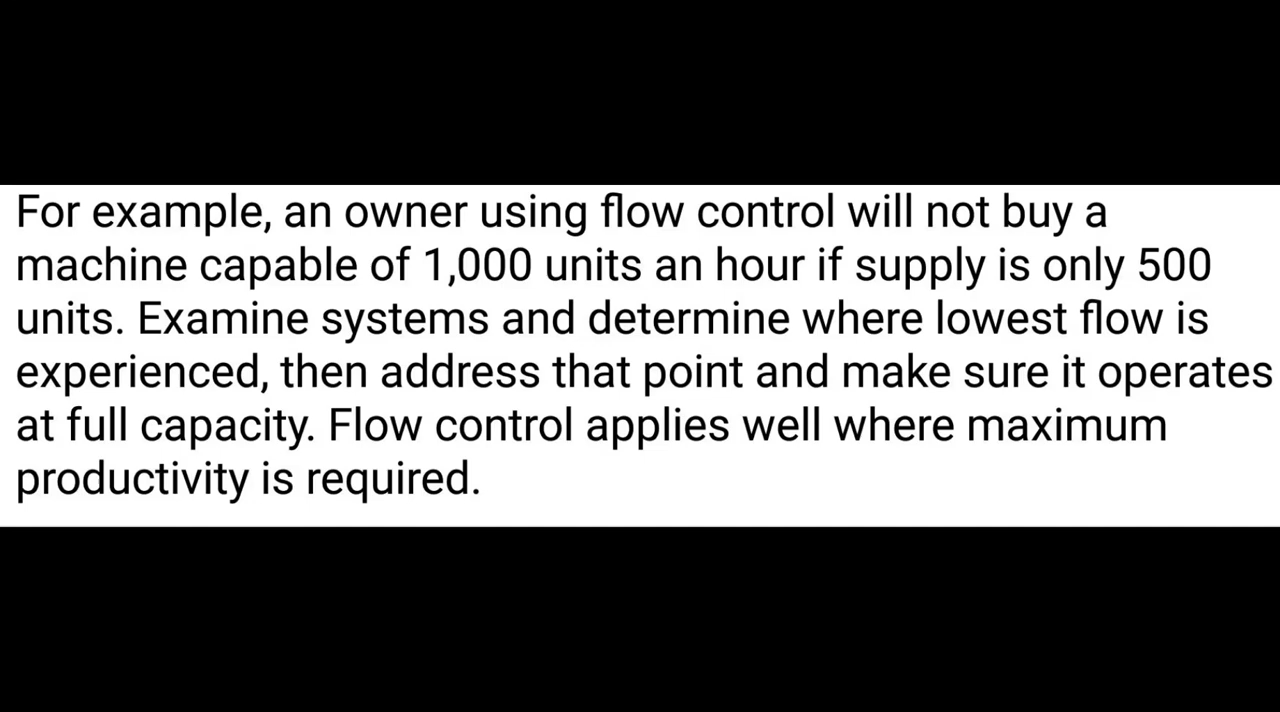 For example, an owner using flow control will not buy a
machine capable of 1,000 units an hour if supply is only 500
units. Examine systems and determine where lowest flow is
experienced, then address that point and make sure it operates
at full capacity. Flow control applies well where maximum
productivity is required.